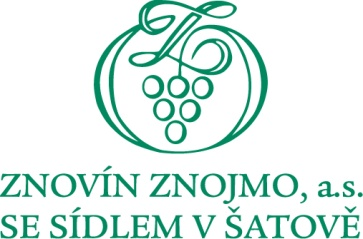 ZNOVÍN ZNOJMO, a.s.
SE SÍDLEM V ŠATOVĚ